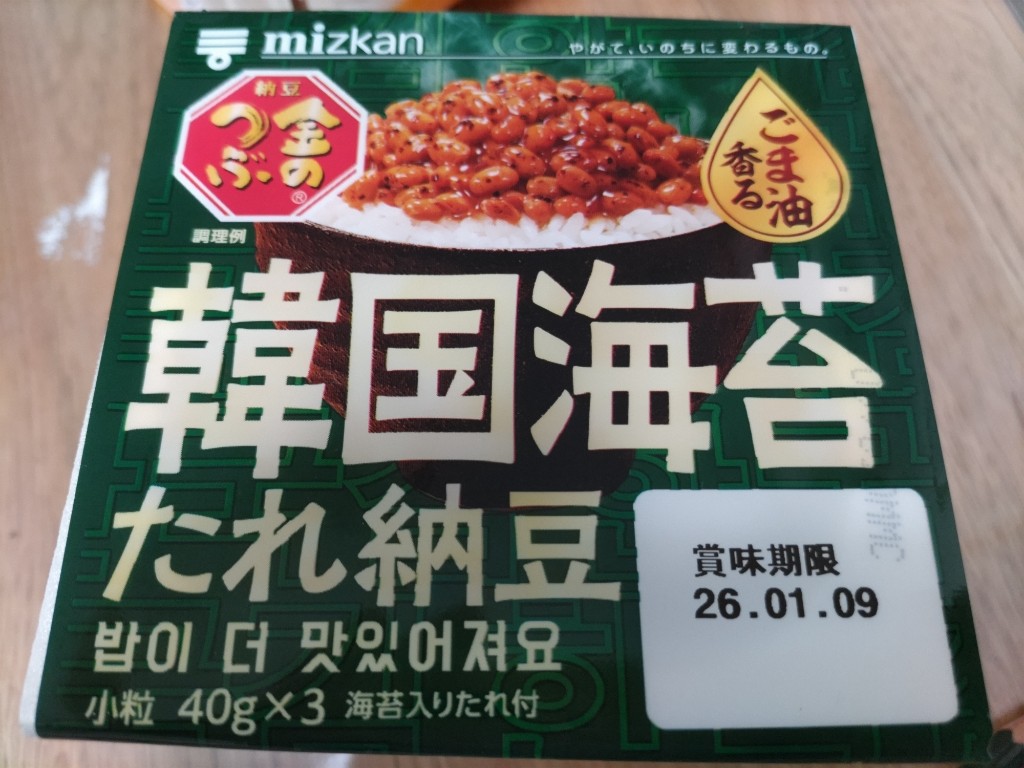 mizkan
やがて、いのちに変わるもの。
納豆
金の
つぶ
®
ごま油
香る
調理例
韓国海苔
たれ納豆
밥이 더 맛있어져요
小粒 40g×3 海苔入りたれ付
賞味期限
26.01.09